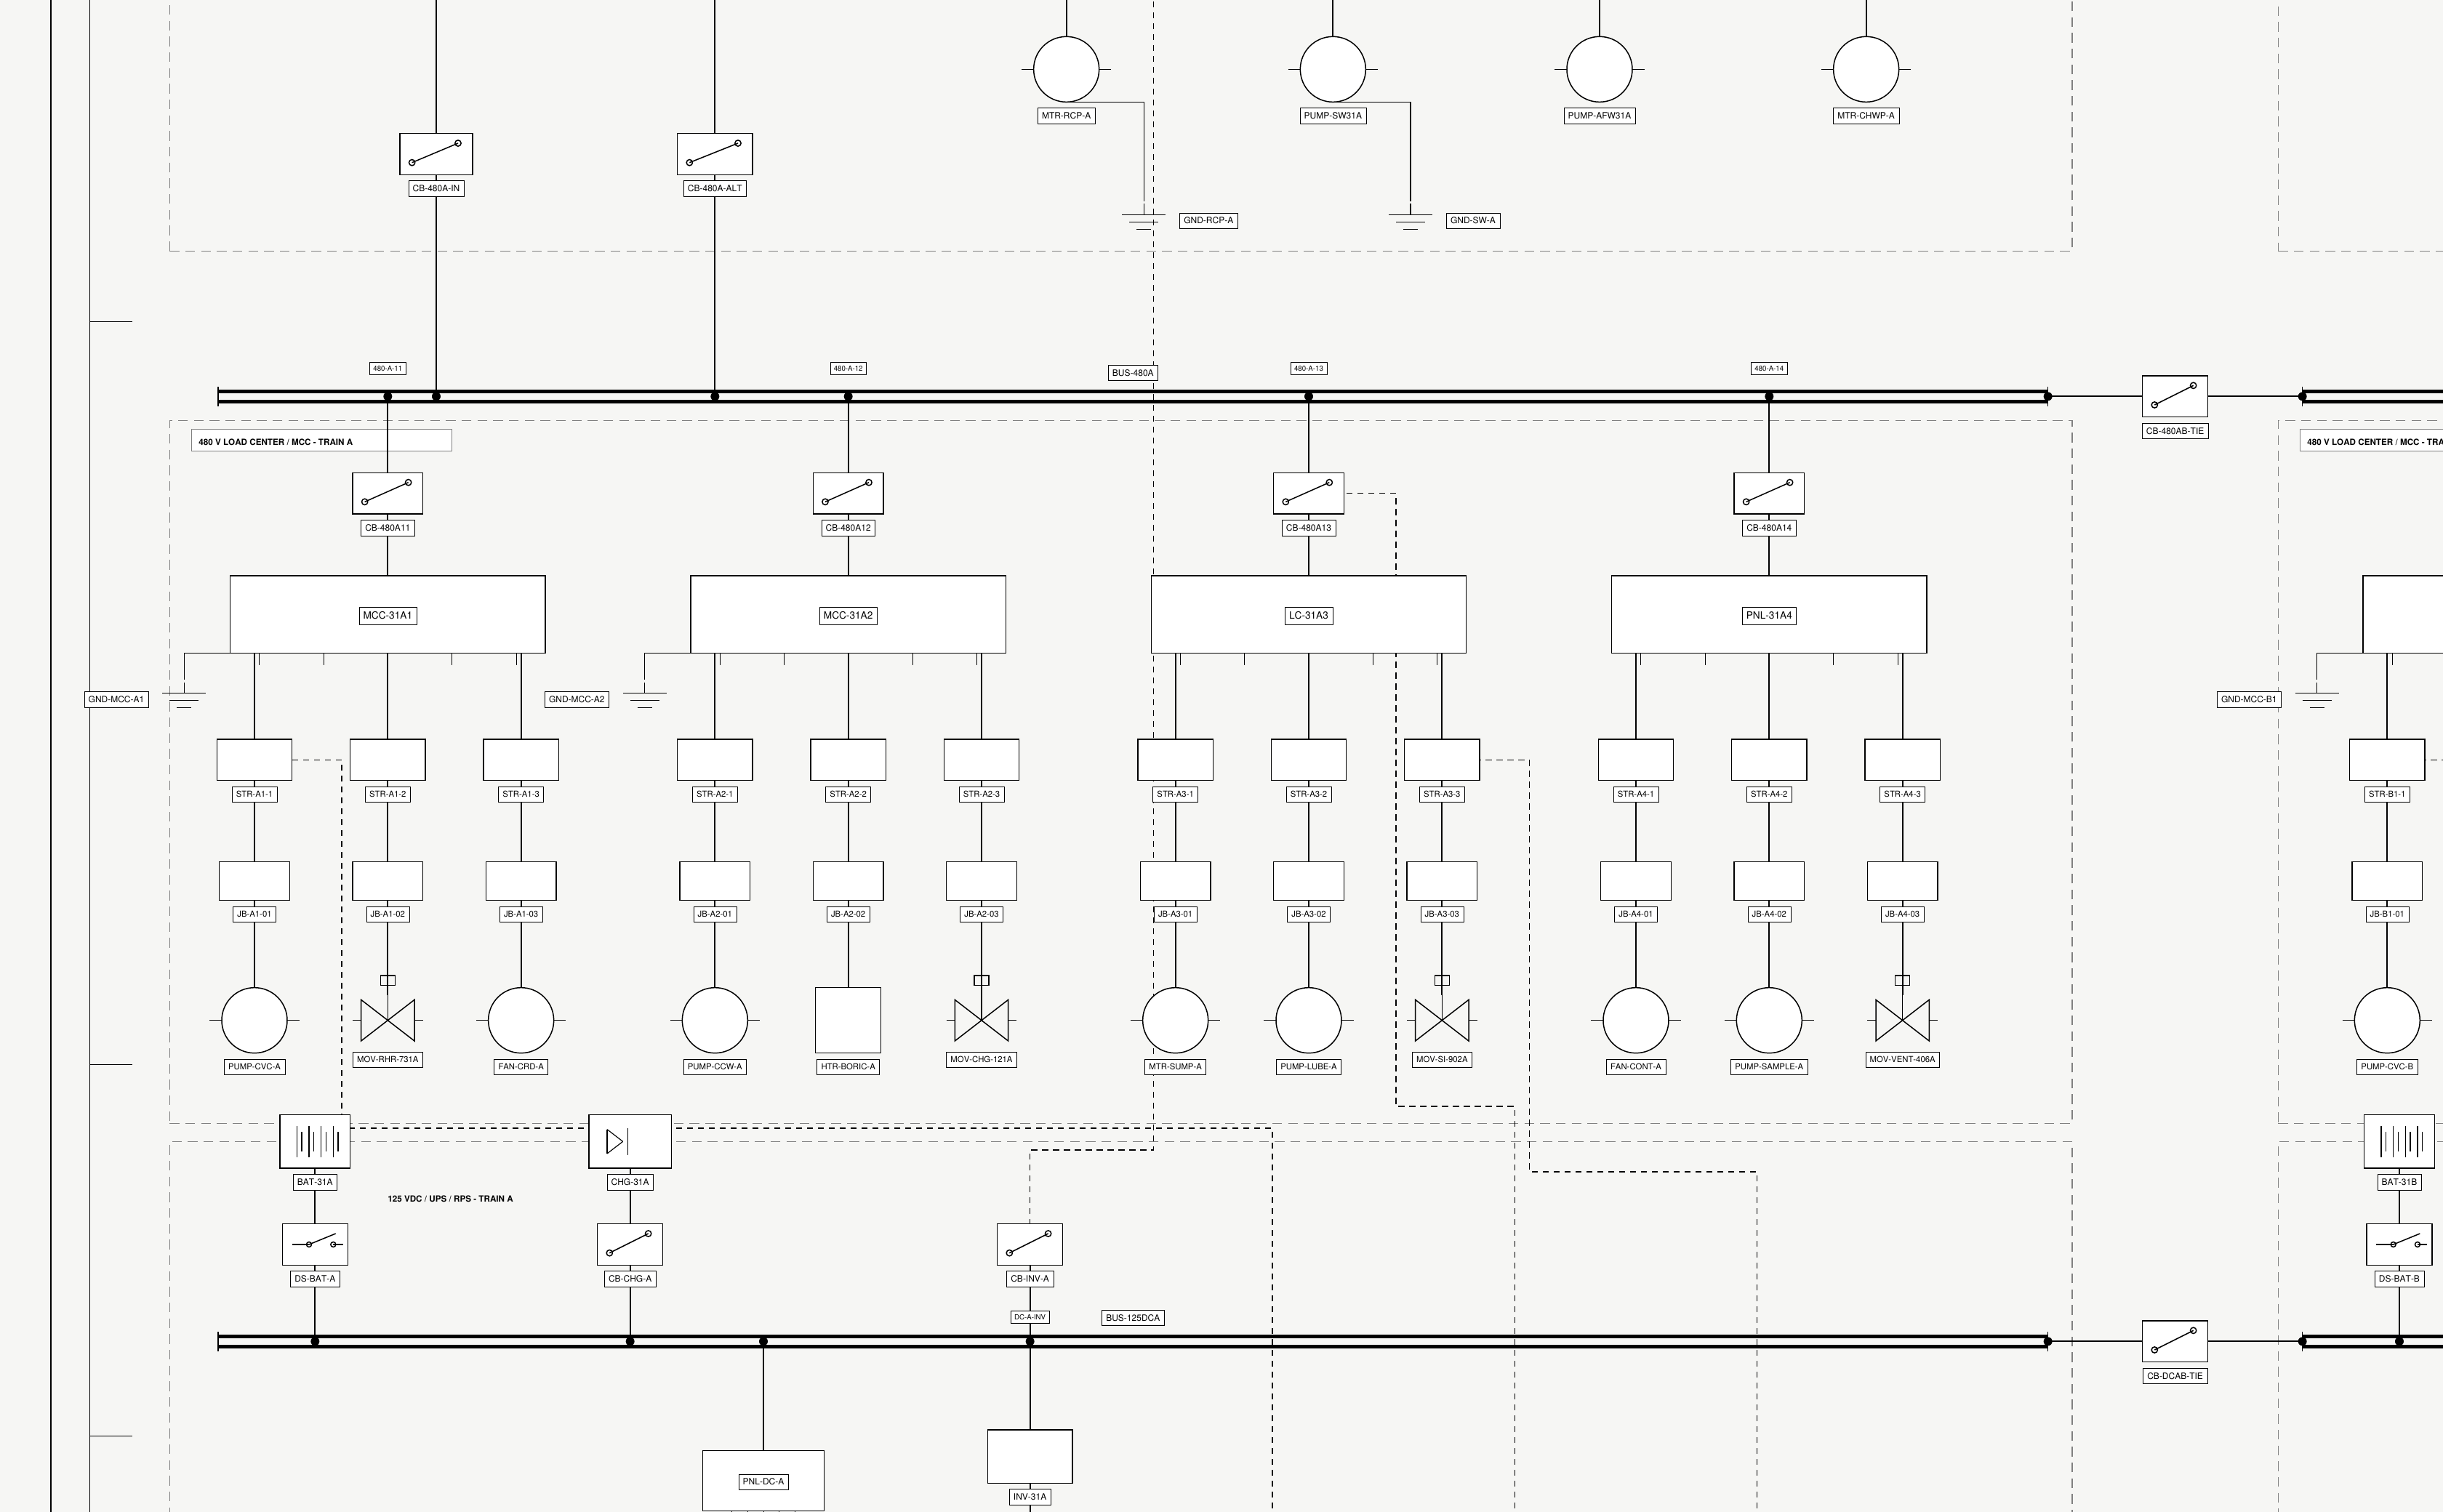 MTR-RCP-A
PUMP-SW31A
PUMP-AFW31A
MTR-CHWP-A
CB-480A-IN
CB-480A-ALT
GND-RCP-A
GND-SW-A
480-A-11
480-A-12
BUS-480A
480-A-13
480-A-14
CB-480AB-TIE
480 V LOAD CENTER / MCC - TRAIN A
480 V LOAD CENTER / MCC - TRA
CB-480A11
CB-480A12
CB-480A13
CB-480A14
MCC-31A1
MCC-31A2
LC-31A3
PNL-31A4
GND-MCC-A1
GND-MCC-A2
GND-MCC-B1
STR-A1-1
STR-A1-2
STR-A1-3
STR-A2-1
STR-A2-2
STR-A2-3
STR-A3-1
STR-A3-2
STR-A3-3
STR-A4-1
STR-A4-2
STR-A4-3
STR-B1-1
JB-A1-01
JB-A1-02
JB-A1-03
JB-A2-01
JB-A2-02
JB-A2-03
JB-A3-01
JB-A3-02
JB-A3-03
JB-A4-01
JB-A4-02
JB-A4-03
JB-B1-01
PUMP-CVC-A
MOV-RHR-731A
FAN-CRD-A
PUMP-CCW-A
HTR-BORIC-A
MOV-CHG-121A
MTR-SUMP-A
PUMP-LUBE-A
MOV-SI-902A
FAN-CONT-A
PUMP-SAMPLE-A
MOV-VENT-406A
PUMP-CVC-B
BAT-31A
CHG-31A
BAT-31B
125 VDC / UPS / RPS - TRAIN A
DS-BAT-A
CB-CHG-A
CB-INV-A
DS-BAT-B
DC-A-INV
BUS-125DCA
CB-DCAB-TIE
PNL-DC-A
INV-31A